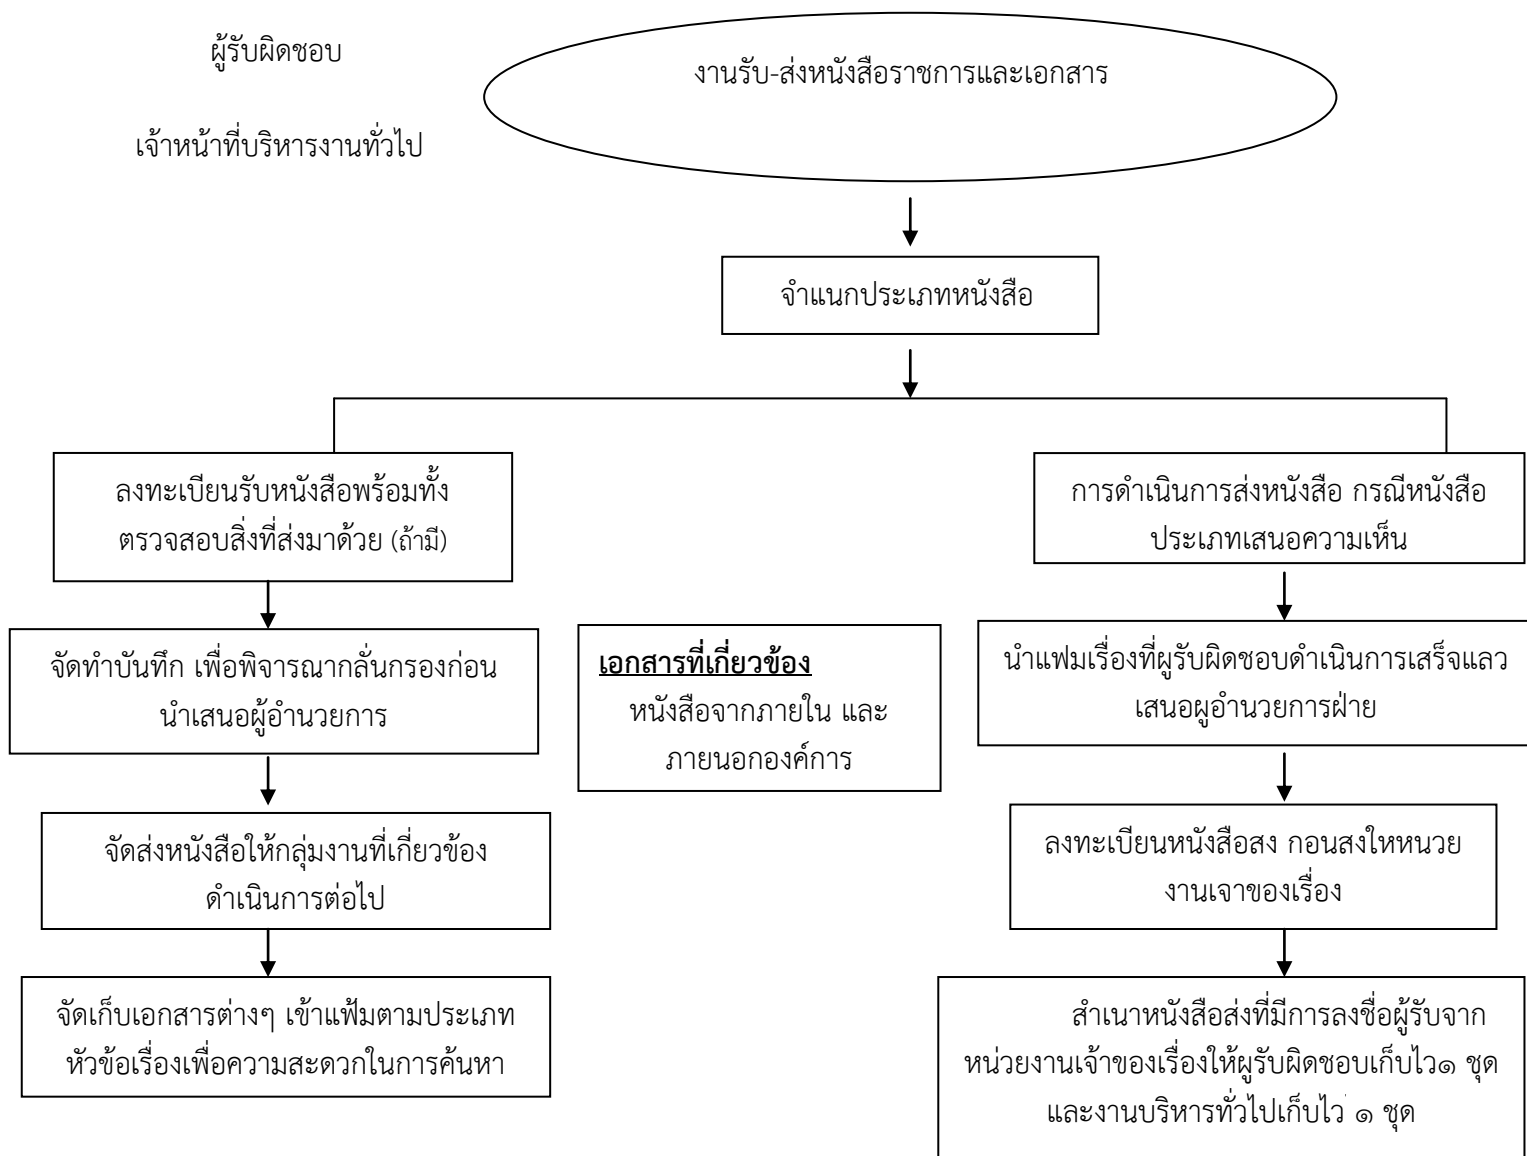 ผู้รับผิดชอบ
เจ้าหน้าที่บริหารงานทั่วไป
งานรับ-ส่งหนังสือราชการและเอกสาร
จำแนกประเภทหนังสือ
ลงทะเบียนรับหนังสือพร้อมทั้ง
ตรวจสอบสิ่งที่ส่งมาด้วย (ถ้ามี)
จัดทำบันทึก เพื่อพิจารณากลั่นกรองก่อน
นำเสนอผู้อำนวยการ
จัดส่งหนังสือให้กลุ่มงานที่เกี่ยวข้อง
ดำเนินการต่อไป
จัดเก็บเอกสารต่างๆ เข้าแฟ้มตามประเภท
หัวข้อเรื่องเพื่อความสะดวกในการค้นหา
เอกสารที่เกี่ยวข้อง
หนังสือจากภายใน และ
ภายนอกองค์การ
การดำเนินการส่งหนังสือ กรณีหนังสือ
ประเภทเสนอความเห็น
นำแฟมเรื่องที่ผูรับผิดชอบดำเนินการเสร็จแลว
เสนอผูอำนวยการฝ่าย
ลงทะเบียนหนังสือสง กอนสงใหหนวย
งานเจาของเรื่อง
สำเนาหนังสือส่งที่มีการลงชื่อผู้รับจาก
หน่วยงานเจ้าของเรื่องให้ผู้รับผิดชอบเก็บไว๑ ชุด
และงานบริหารทั่วไปเก็บไว่ ๑ ชุด